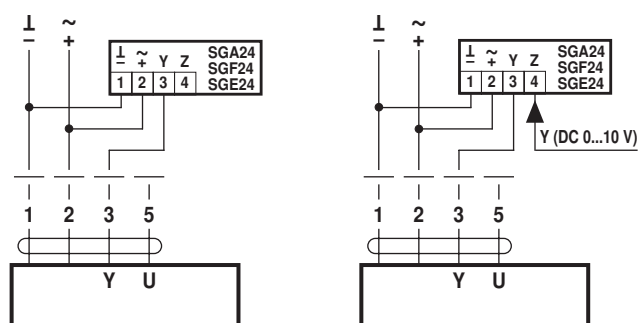 ⊥ ~
– +
⊥ ~ Y Z
– +
1 2 3 4
SGA24
SGF24
SGE24
1 2 3 5
Y U
⊥ ~
– +
⊥ ~ Y Z
– +
1 2 3 4
SGA24
SGF24
SGE24
Y (DC 0...10 V)
1 2 3 5
Y U